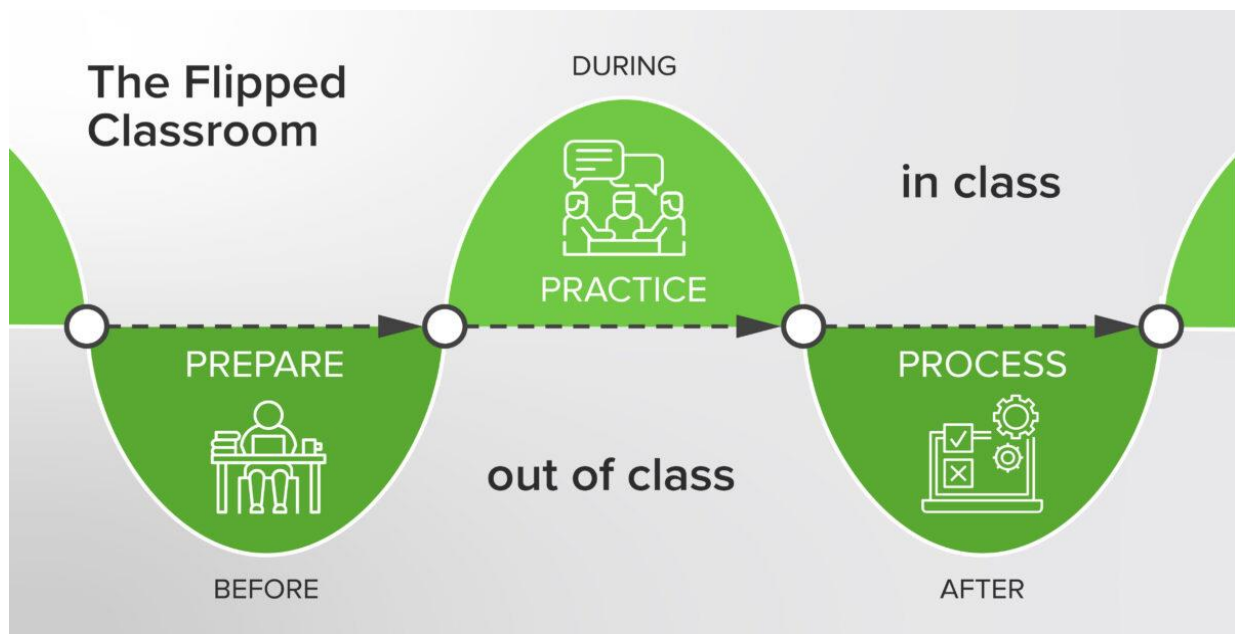 The Flipped
Classroom
DURING
in class
PRACTICE
PREPARE
PROCESS
out of class
BEFORE
AFTER